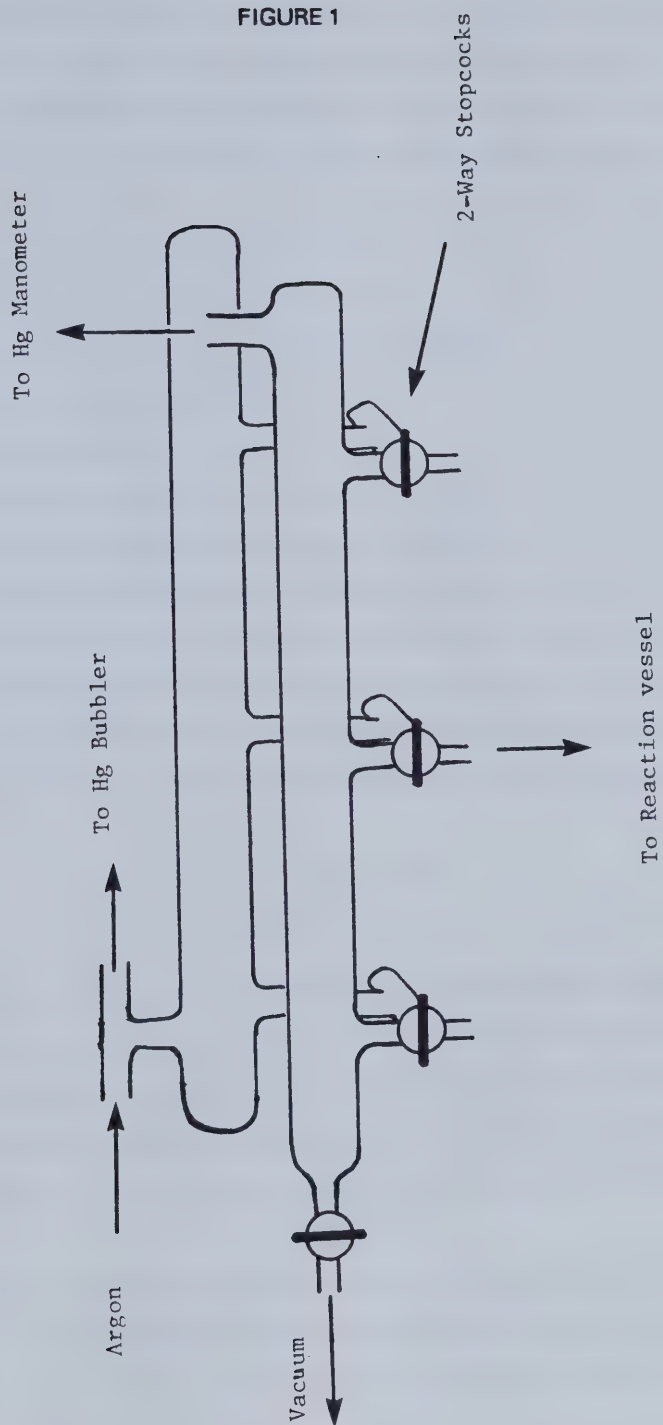 FIGURE 1
To Hg Manometer
2-Way Stopcocks
To Hg Bubbler
To Reaction vessel
Argon
Vacuum